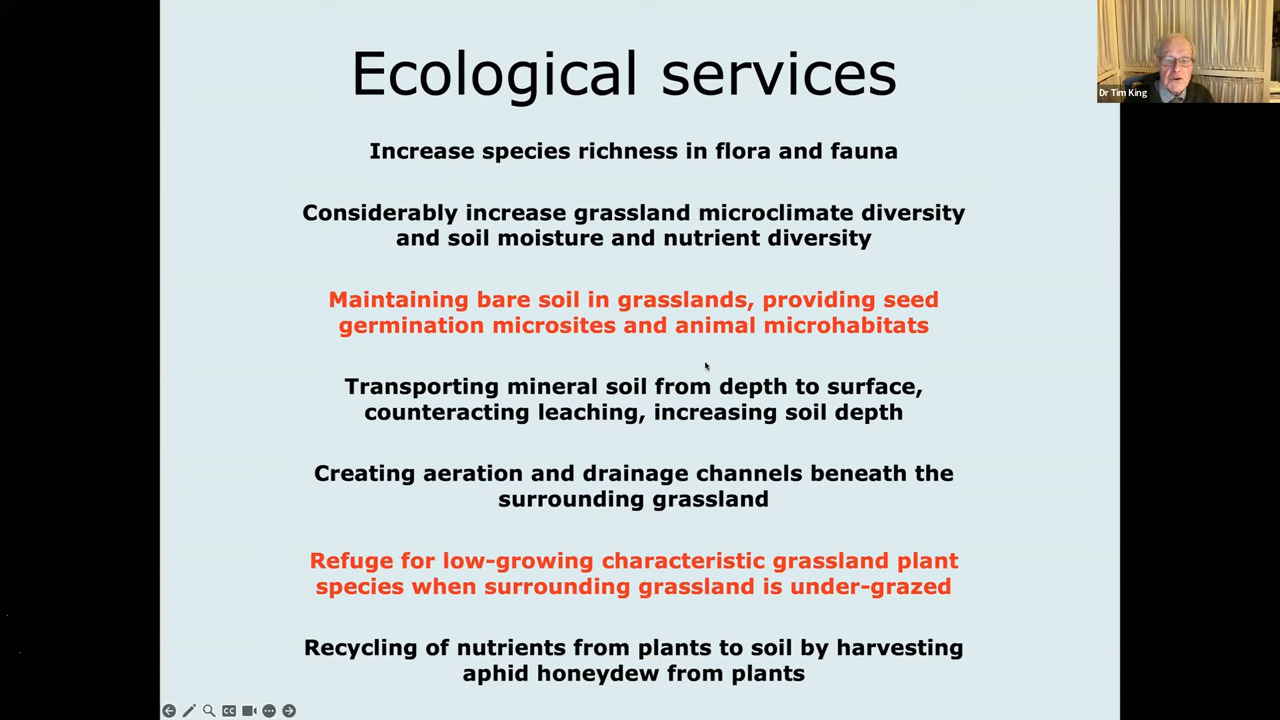 Ecological services
Dr Tim King
Increase species richness in flora and fauna
Considerably increase grassland microclimate diversity
and soil moisture and nutrient diversity
Maintaining bare soil in grasslands, providing seed
germination microsites and animal microhabitats
Transporting mineral soil from depth to surface,
counteracting leaching, increasing soil depth
Creating aeration and drainage channels beneath the
surrounding grassland
Refuge for low-growing characteristic grassland plant
species when surrounding grassland is under-grazed
Recycling of nutrients from plants to soil by harvesting
aphid honeydew from plants
CC